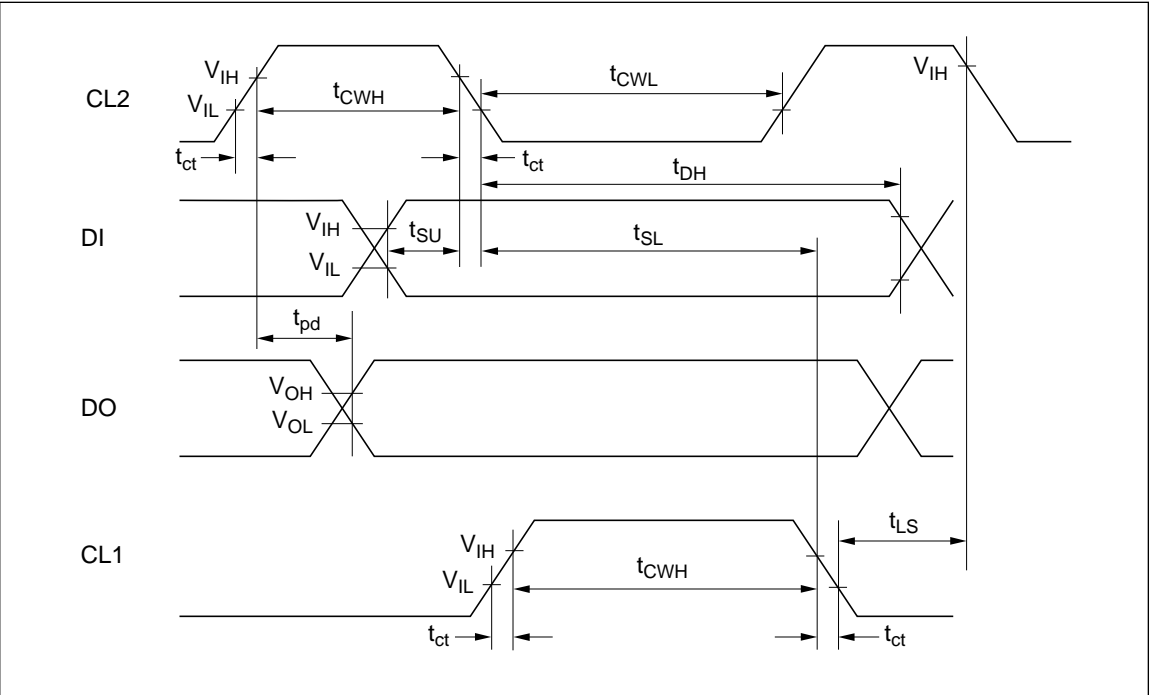 CL2
V_IH
V_IL
t_CWH
t_CWL
V_IH
t_ct
t_ct
t_DH
DI
V_IH
V_IL
t_SU
t_SL
t_pd
DO
V_OH
V_OL
CL1
V_IH
V_IL
t_CWH
t_LS
t_ct
t_ct